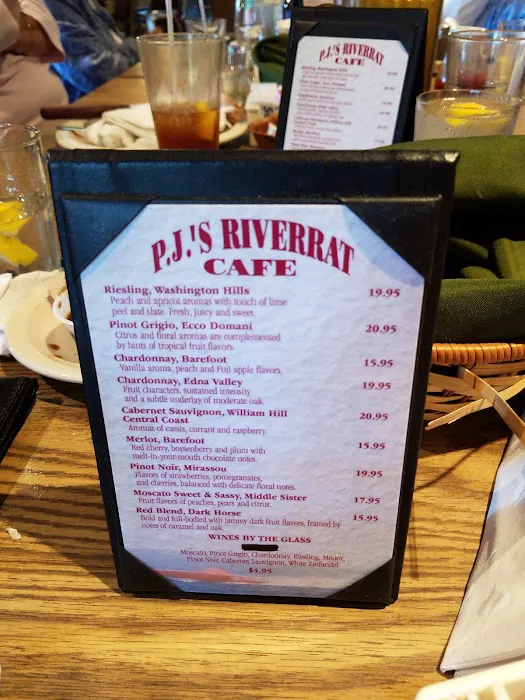 P.J.'S RIVERRAT
CAFE
Riesling, Washington Hills 19.95
Peach and apricot aromas with touch of lime
peel and slate. Fresh, juicy and sweet.
Pinot Grigio, Ecco Domani 20.95
Citrus and floral aromas are complemented
by hints of tropical fruit flavors.
Chardonnay, Barefoot 15.95
Vanilla aroma, peach and Fuji apple flavors.
Chardonnay, Edna Valley 19.95
Fruit characters, sustained intensity
and a subtle underlay of moderate oak.
Cabernet Sauvignon, William Hill
Central Coast 20.95
Aromas of cassis, currant and raspberry.
Merlot, Barefoot 15.95
Red cherry, boysenberry and plum with
melt-in-your-mouth chocolate notes.
Pinot Noir, Mirassou 19.95
Flavors of strawberries, pomegranates,
and cherries, balanced with delicate floral notes.
Moscato Sweet & Sassy, Middle Sister 17.95
Fruit flavors of peaches, pears and citrus.
Red Blend, Dark Horse 15.95
Bold and full-bodied with jammy dark fruit flavors, framed by
notes of caramel and oak.
WINES BY THE GLASS
Moscato, Pinot Grigio, Chardonnay, Riesling, Merlot,
Pinot Noir, Cabernet Sauvignon, White Zinfandel
$4.95
P.J.'S RIVERRAT
CAFE